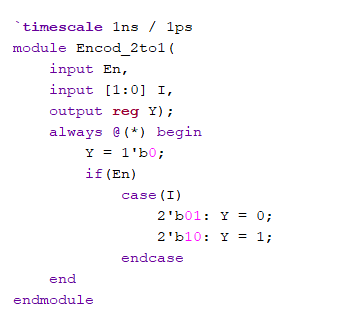 `timescale 1ns / 1ps
module Encod_2to1(
    input En,
    input [1:0] I,
    output reg Y);
    always @(*) begin
        Y = 1'b0;
        if(En)
            case(I)
                2'b01: Y = 0;
                2'b10: Y = 1;
            endcase
    end
endmodule